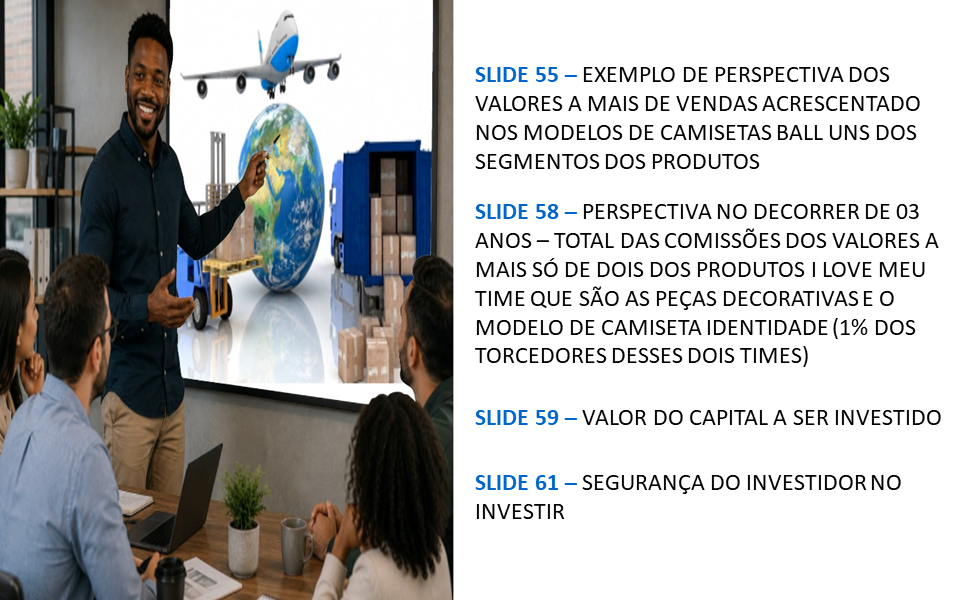 SLIDE 55 – EXEMPLO DE PERSPECTIVA DOS
VALORES A MAIS DE VENDAS ACRESCENTADO
NOS MODELOS DE CAMISETAS BALL UNS DOS
SEGMENTOS DOS PRODUTOS
SLIDE 58 – PERSPECTIVA NO DECORRER DE 03
ANOS – TOTAL DAS COMISSÕES DOS VALORES A
MAIS SÓ DE DOIS DOS PRODUTOS I LOVE MEU
TIME QUE SÃO AS PEÇAS DECORATIVAS E O
MODELO DE CAMISETA IDENTIDADE (1% DOS
TORCEDORES DESSES DOIS TIMES)
SLIDE 59 – VALOR DO CAPITAL A SER INVESTIDO
SLIDE 61 – SEGURANÇA DO INVESTIDOR NO
INVESTIR